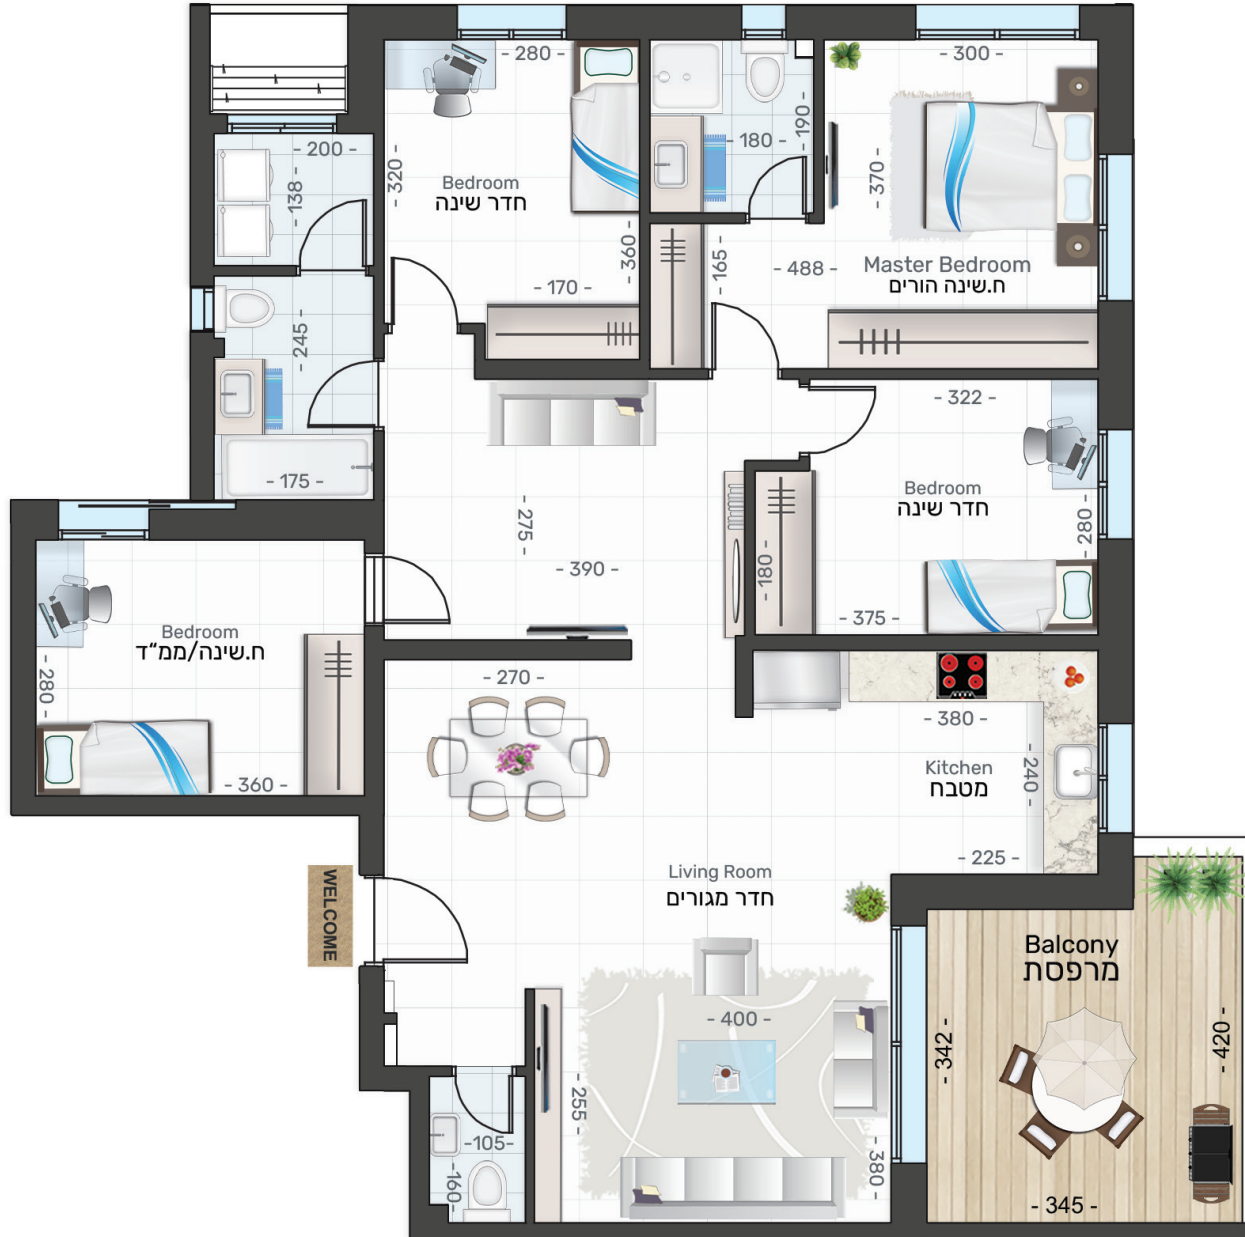 - 280 -
- 300 -
- 200 -
- 138 -
- 320 -
Bedroom
חדר שינה
- 360 -
- 170 -
- 180 -
- 190 -
- 370 -
- 165 -
- 488 -
Master Bedroom
ח.שינה הורים
- 245 -
- 175 -
- 322 -
Bedroom
חדר שינה
- 280 -
- 180 -
- 375 -
- 275 -
- 390 -
Bedroom
ח.שינה/ממ״ד
- 280 -
- 360 -
- 270 -
- 380 -
Kitchen
מטבח
- 240 -
- 225 -
Living Room
חדר מגורים
WELCOME
Balcony
מרפסת
- 400 -
- 342 -
- 420 -
- 255 -
- 380 -
-105-
-160-
- 345 -